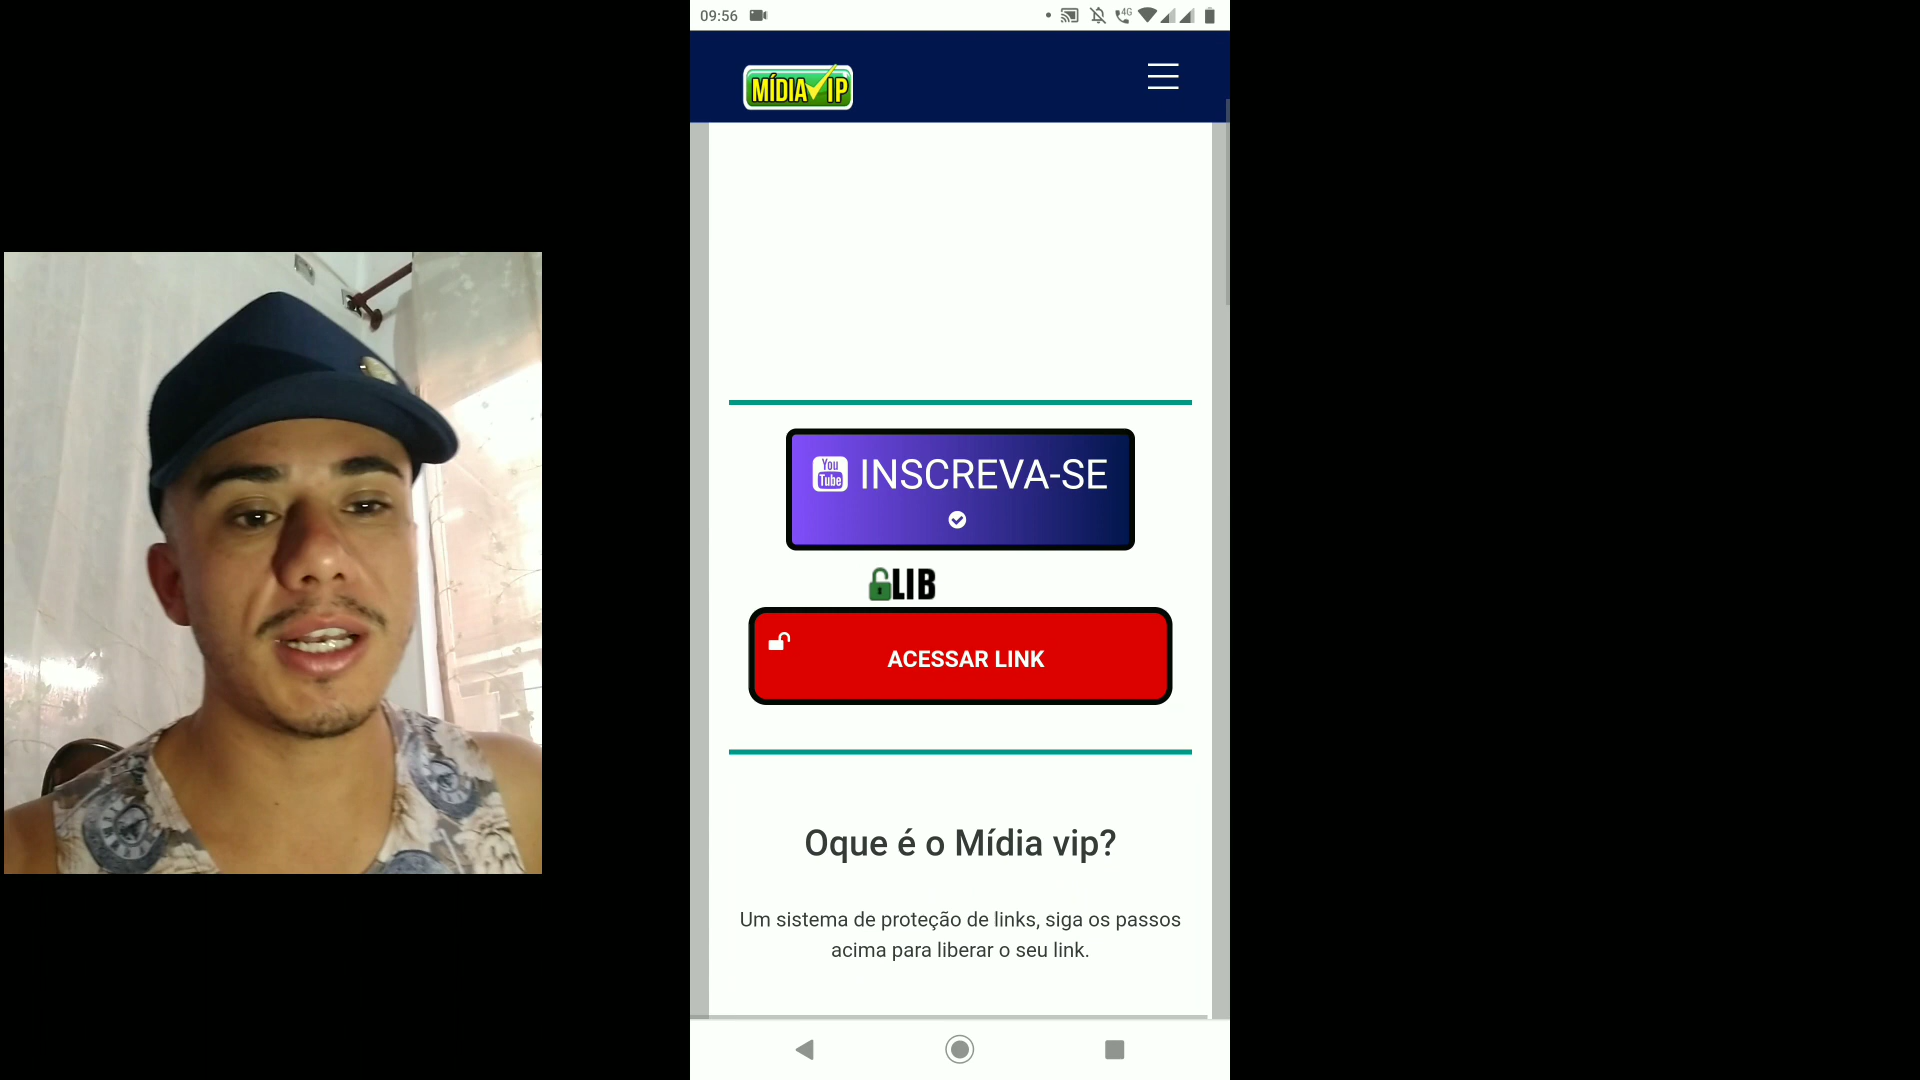 09:56
4G
MÍDIA VIP
You
Tube
INSCREVA-SE
LIB
ACESSAR LINK
Oque é o Mídia vip?
Um sistema de proteção de links, siga os passos
acima para liberar o seu link.